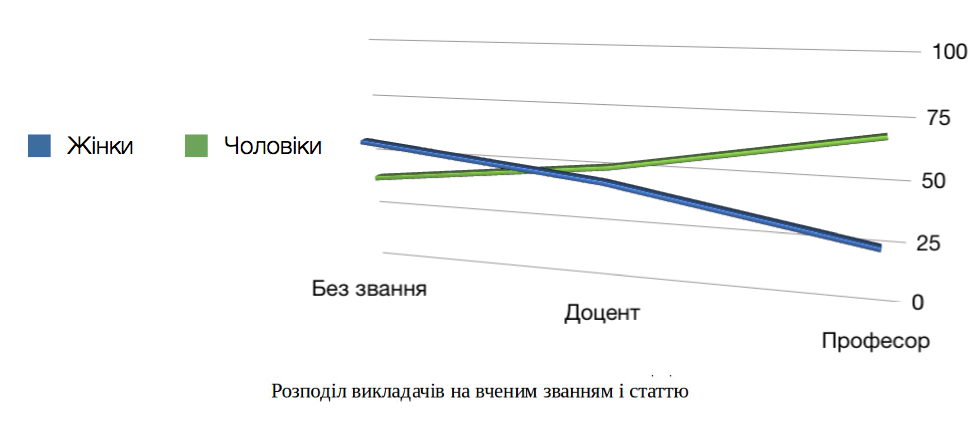 100
75
Жінки
Чоловіки
50
25
Без звання
0
Доцент
Професор
Розподіл викладачів на вченим званням і статтю